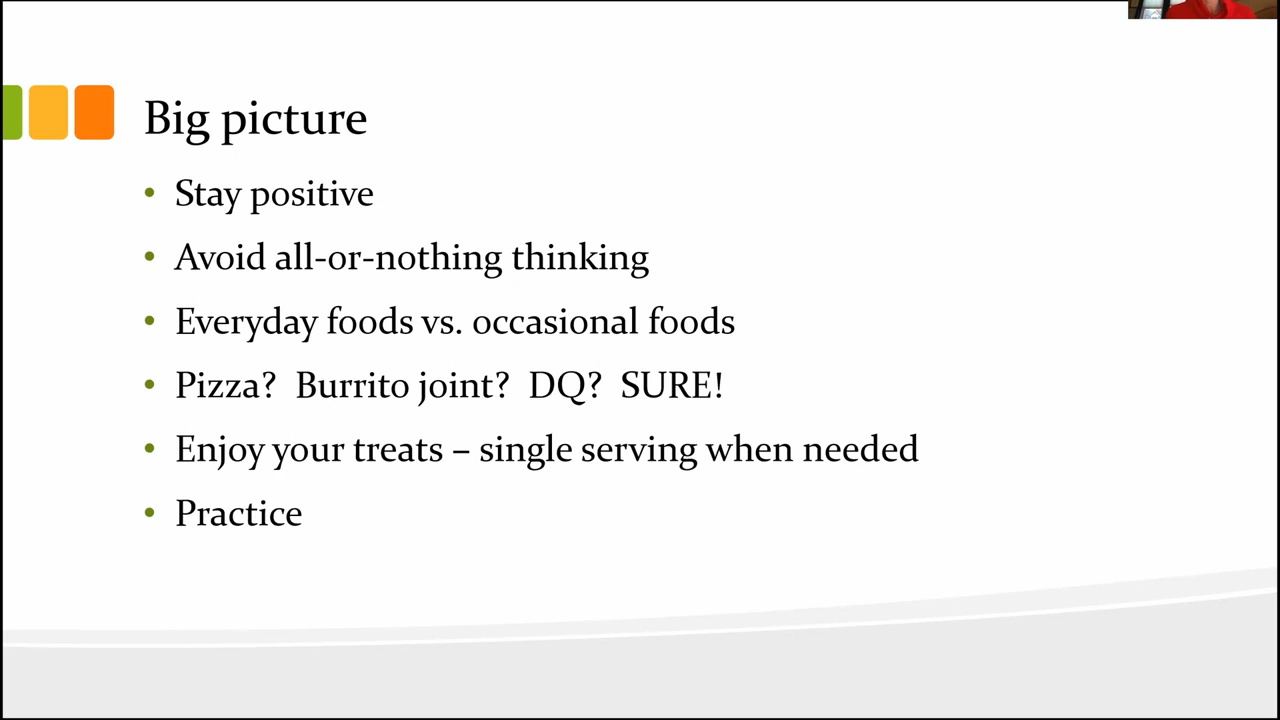 Big picture
• Stay positive
• Avoid all-or-nothing thinking
• Everyday foods vs. occasional foods
• Pizza?  Burrito joint?  DQ?  SURE!
• Enjoy your treats – single serving when needed
• Practice